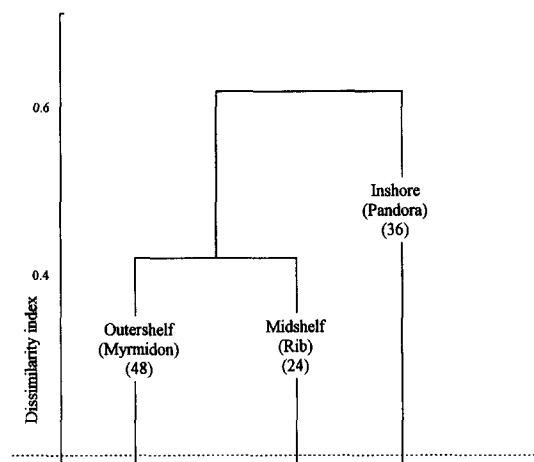 0.6
Inshore
(Pandora)
(36)
0.4
Dissimilarity index
Outershelf
(Myrmidon)
(48)
Midshelf
(Rib)
(24)